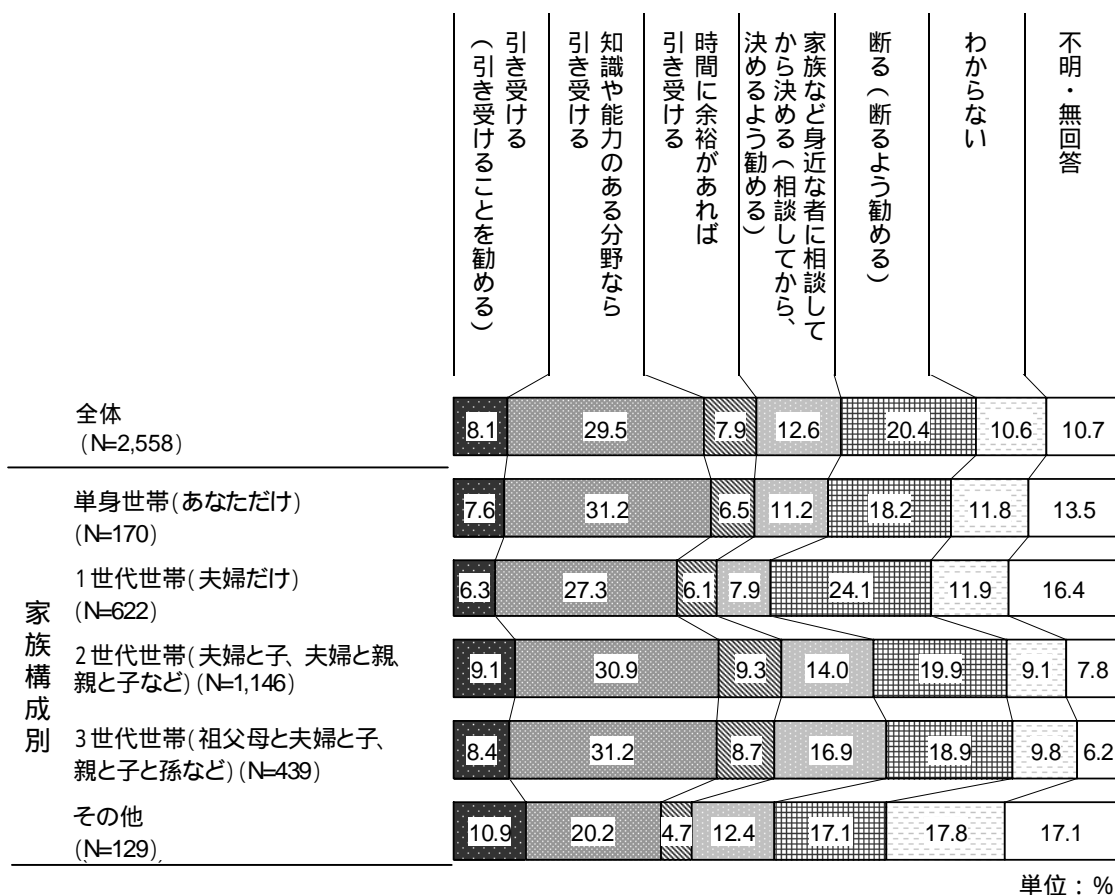 引き受ける
(引き受けることを勧める)
知識や能力のある分野なら
引き受ける
時間に余裕があれば
引き受ける
家族など身近な者に相談して
から決める(相談してから、
決めるよう勧める)
断る(断るよう勧める)
わからない
不明・無回答
全体
(N=2,558)
8.1 29.5 7.9 12.6 20.4 10.6 10.7
家族構成別
単身世帯(あなただけ)
(N=170)
7.6 31.2 6.5 11.2 18.2 11.8 13.5
1世代世帯(夫婦だけ)
(N=622)
6.3 27.3 6.1 7.9 24.1 11.9 16.4
2世代世帯(夫婦と子、夫婦と親、
親と子など)(N=1,146)
9.1 30.9 9.3 14.0 19.9 9.1 7.8
3世代世帯(祖父母と夫婦と子、
親と子と孫など)(N=439)
8.4 31.2 8.7 16.9 18.9 9.8 6.2
その他
(N=129)
10.9 20.2 4.7 12.4 17.1 17.8 17.1
単位:%